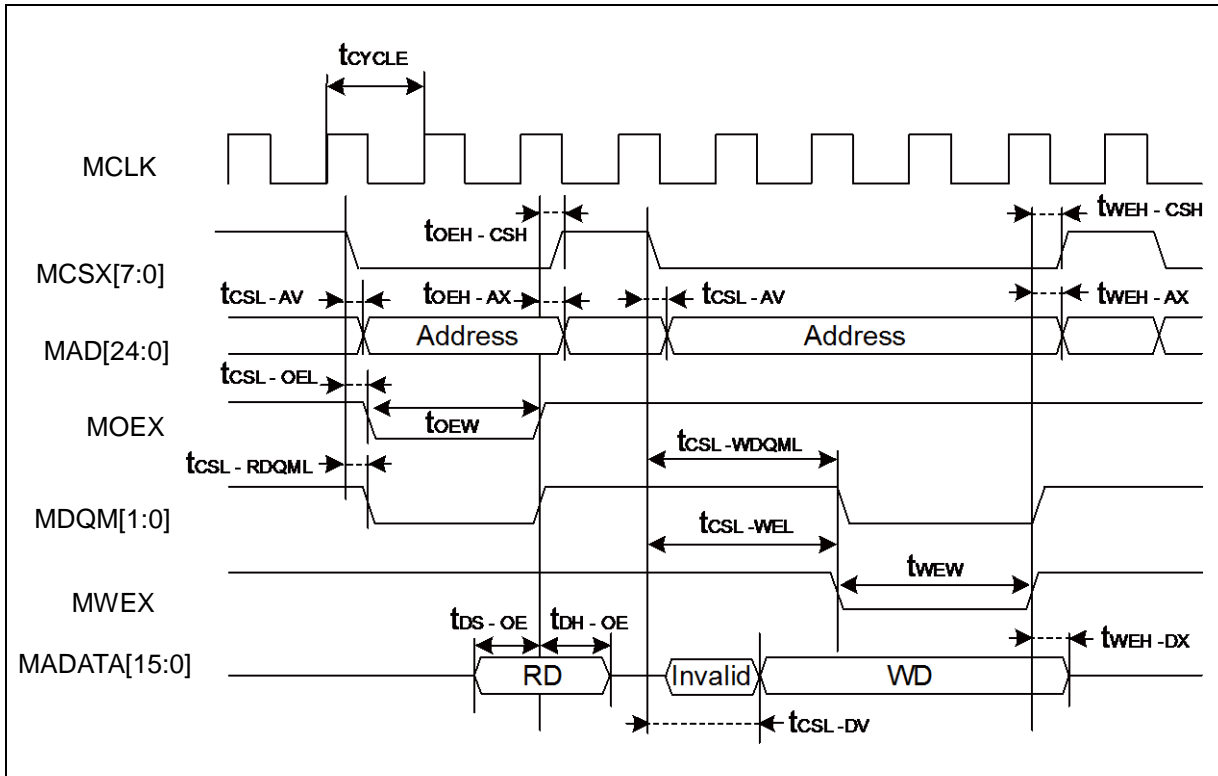 tCYCLE
MCLK
tOEH - CSH
tWEH - CSH
MCSX[7:0]
tCSL - AV
tOEH - AX
tCSL - AV
tWEH - AX
MAD[24:0]
Address
Address
tCSL - OEL
MOEX
tOEW
tCSL -WDQML
tCSL - RDQML
MDQM[1:0]
tCSL -WEL
tWEW
MWEX
tDS - OE
tDH - OE
tWEH -DX
MADATA[15:0]
RD
Invalid
WD
tCSL -DV